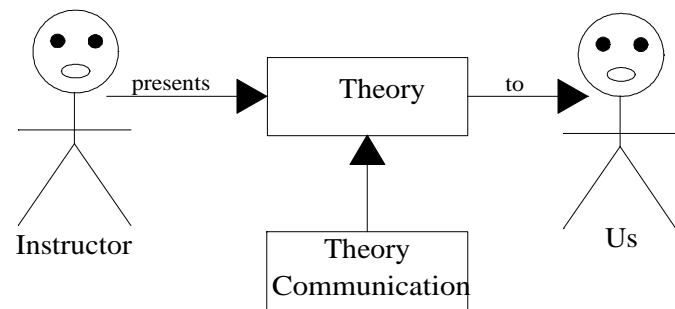 presents
Theory
to
Instructor
Theory
Communication
Us